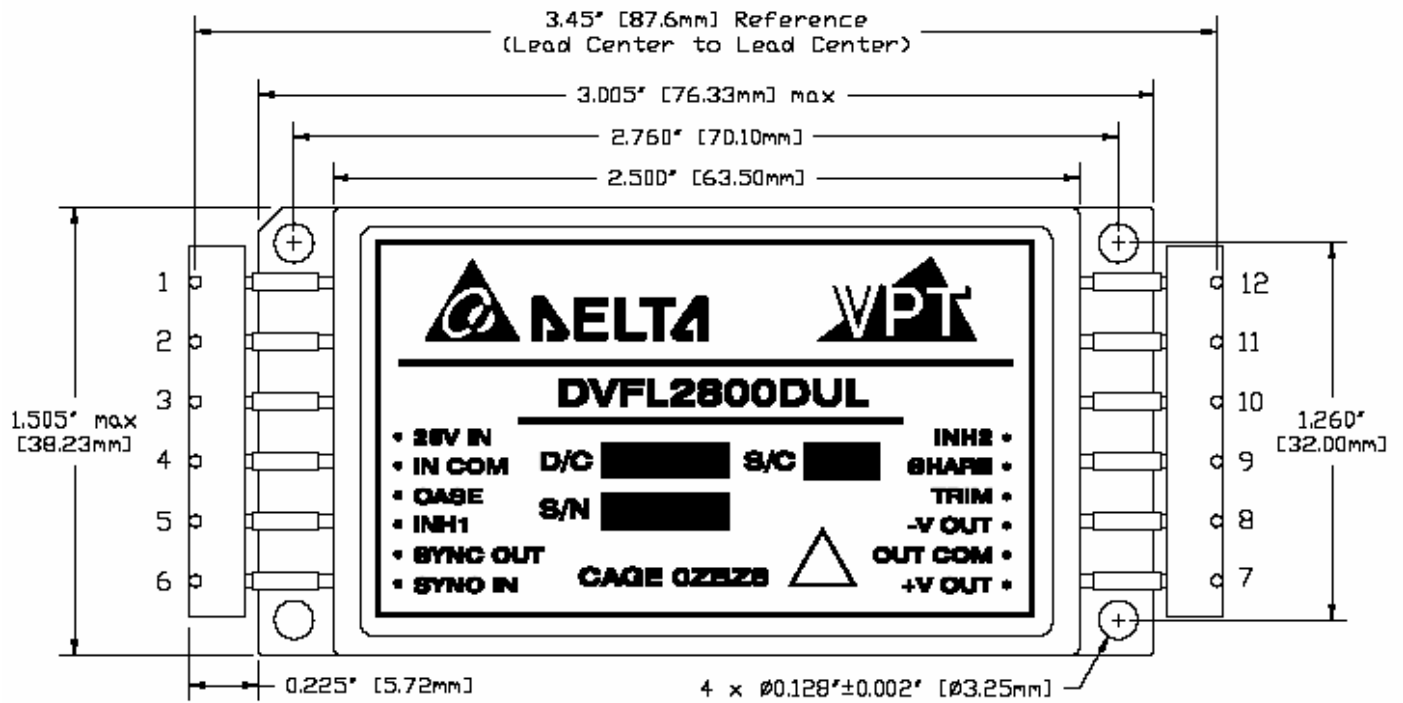 3.45" [87.6mm] Reference
(Lead Center to Lead Center)
3.005" [76.33mm] max
2.760" [70.10mm]
2.500" [63.50mm]
1.505" max
[38.23mm]
1
2
3
4
5
6
12
11
10
9
8
7
1.260"
[32.00mm]
DELTA
VPT
DVFL2800DUL
• 28V IN
• IN COM
• CASE
• INH1
• SYNC OUT
• SYNC IN
D/C
S/C
S/N
CAGE
INH2 •
SHARE •
TRIM •
-V OUT •
OUT COM •
+V OUT •
0.225" [5.72mm]
4 x Ø0.128"±0.002" [Ø3.25mm]